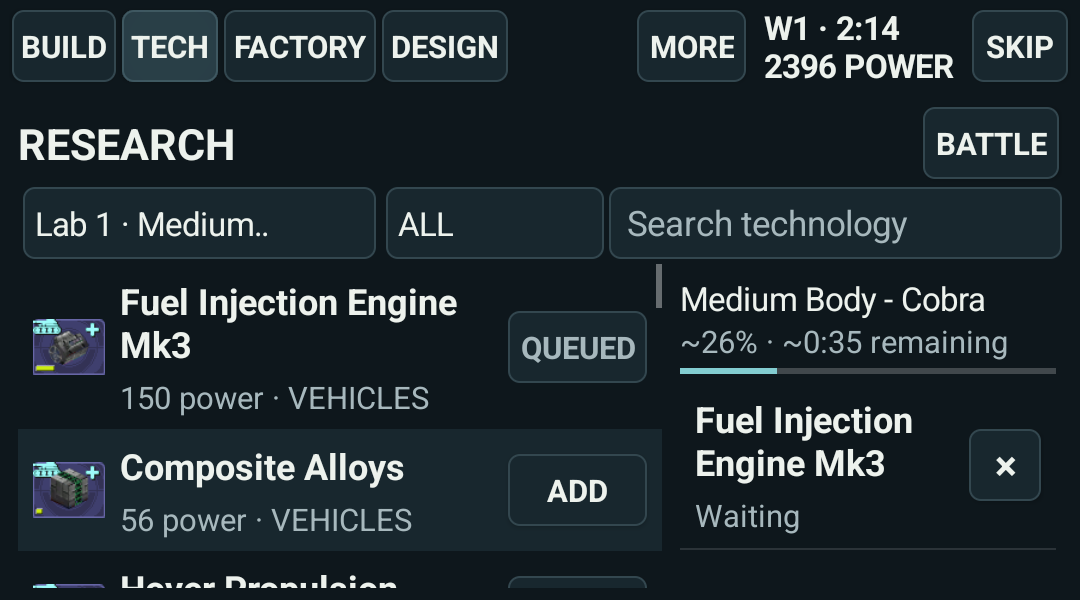 BUILD TECH FACTORY DESIGN MORE W1 · 2:14 SKIP
2396 POWER
RESEARCH BATTLE
Lab 1 · Medium.. ALL Search technology
Fuel Injection Engine
Mk3
150 power · VEHICLES
QUEUED
Composite Alloys
56 power · VEHICLES
ADD
Hover Propulsion
Medium Body - Cobra
~26% · ~0:35 remaining
Fuel Injection
Engine Mk3
Waiting
×